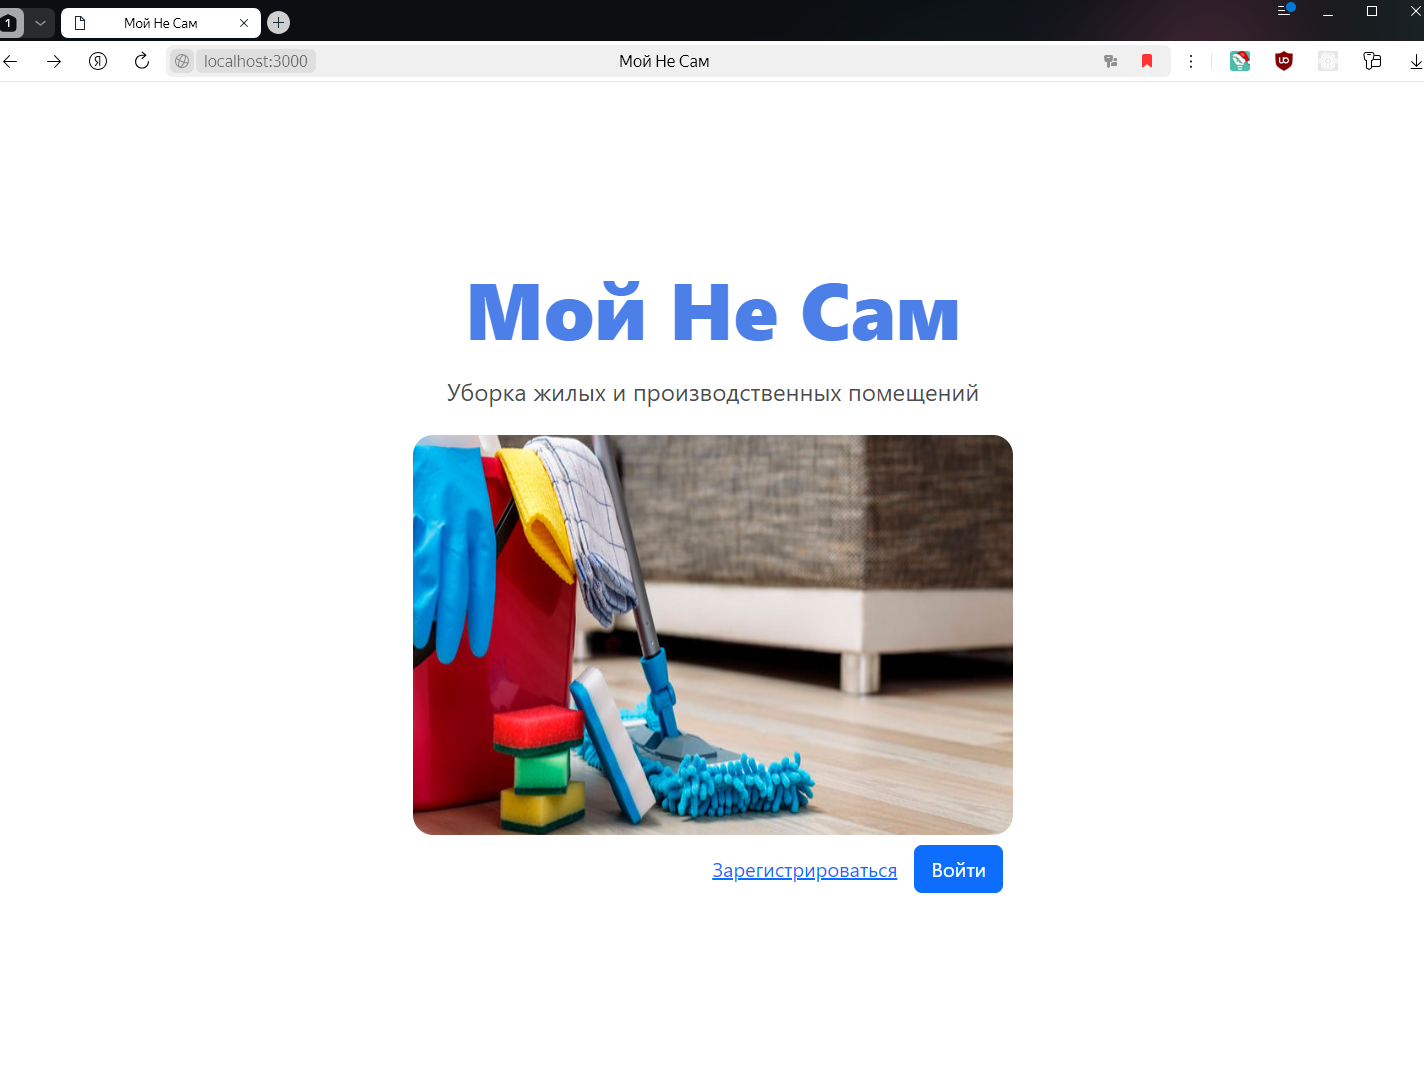 1
Мой Не Сам
Я
localhost:3000
Мой Не Сам
Мой Не Сам
Уборка жилых и производственных помещений
Зарегистрироваться
Войти